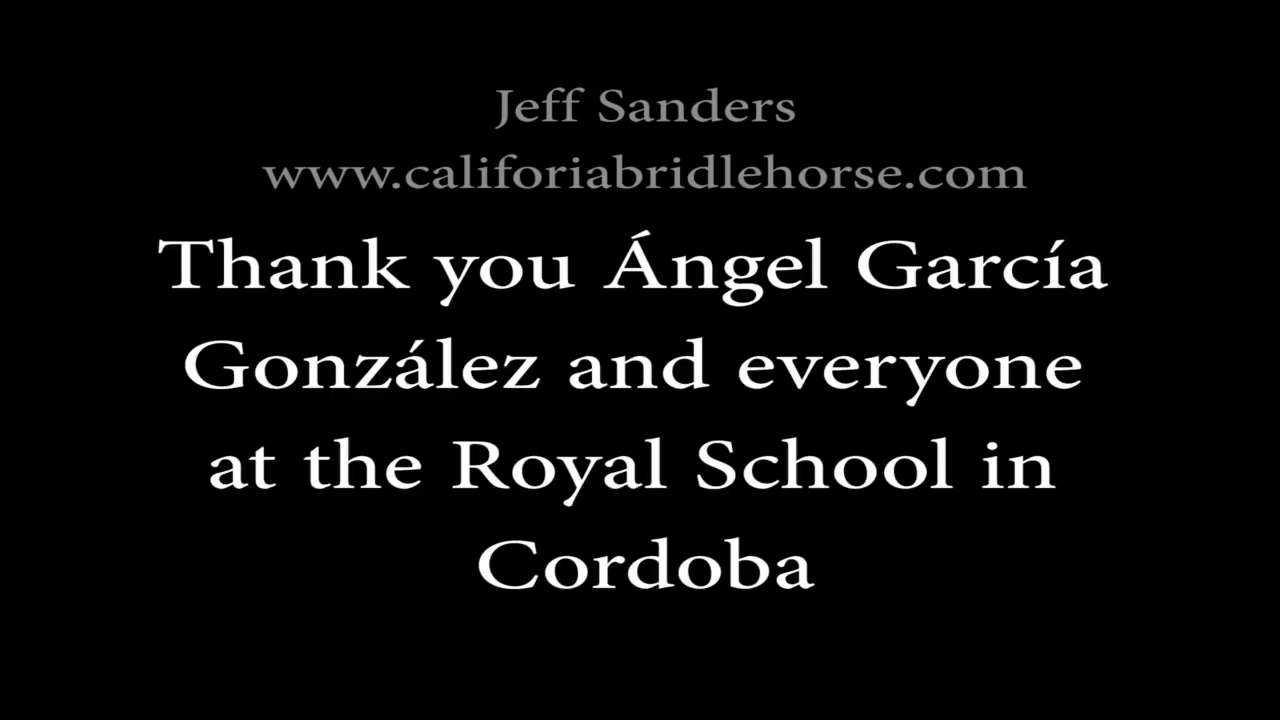 Jeff Sanders
www.califoriabridlehorse.com
Thank you Ángel García
González and everyone
at the Royal School in
Cordoba